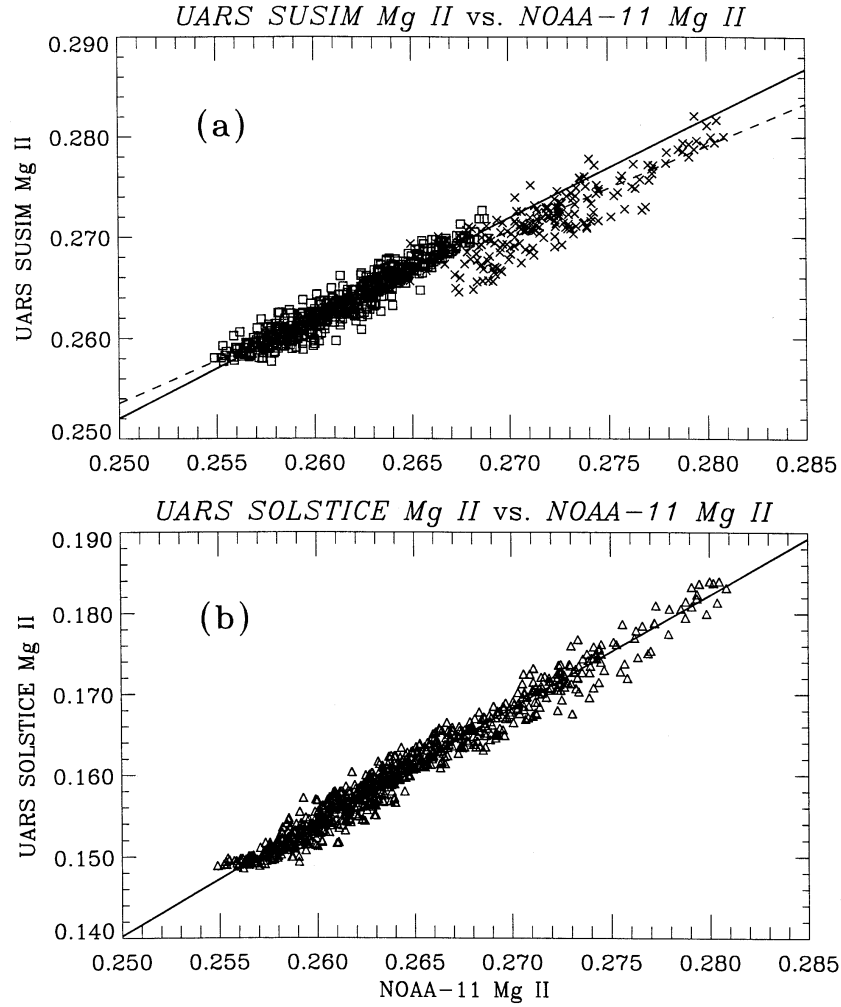 UARS SUSIM Mg II vs. NOAA-11 Mg II
0.290
0.280
0.270
0.260
0.250
UARS SUSIM Mg II
(a)
0.250 0.255 0.260 0.265 0.270 0.275 0.280 0.285
UARS SOLSTICE Mg II vs. NOAA-11 Mg II
0.190
0.180
0.170
0.160
0.150
0.140
UARS SOLSTICE Mg II
(b)
0.250 0.255 0.260 0.265 0.270 0.275 0.280 0.285
NOAA-11 Mg II